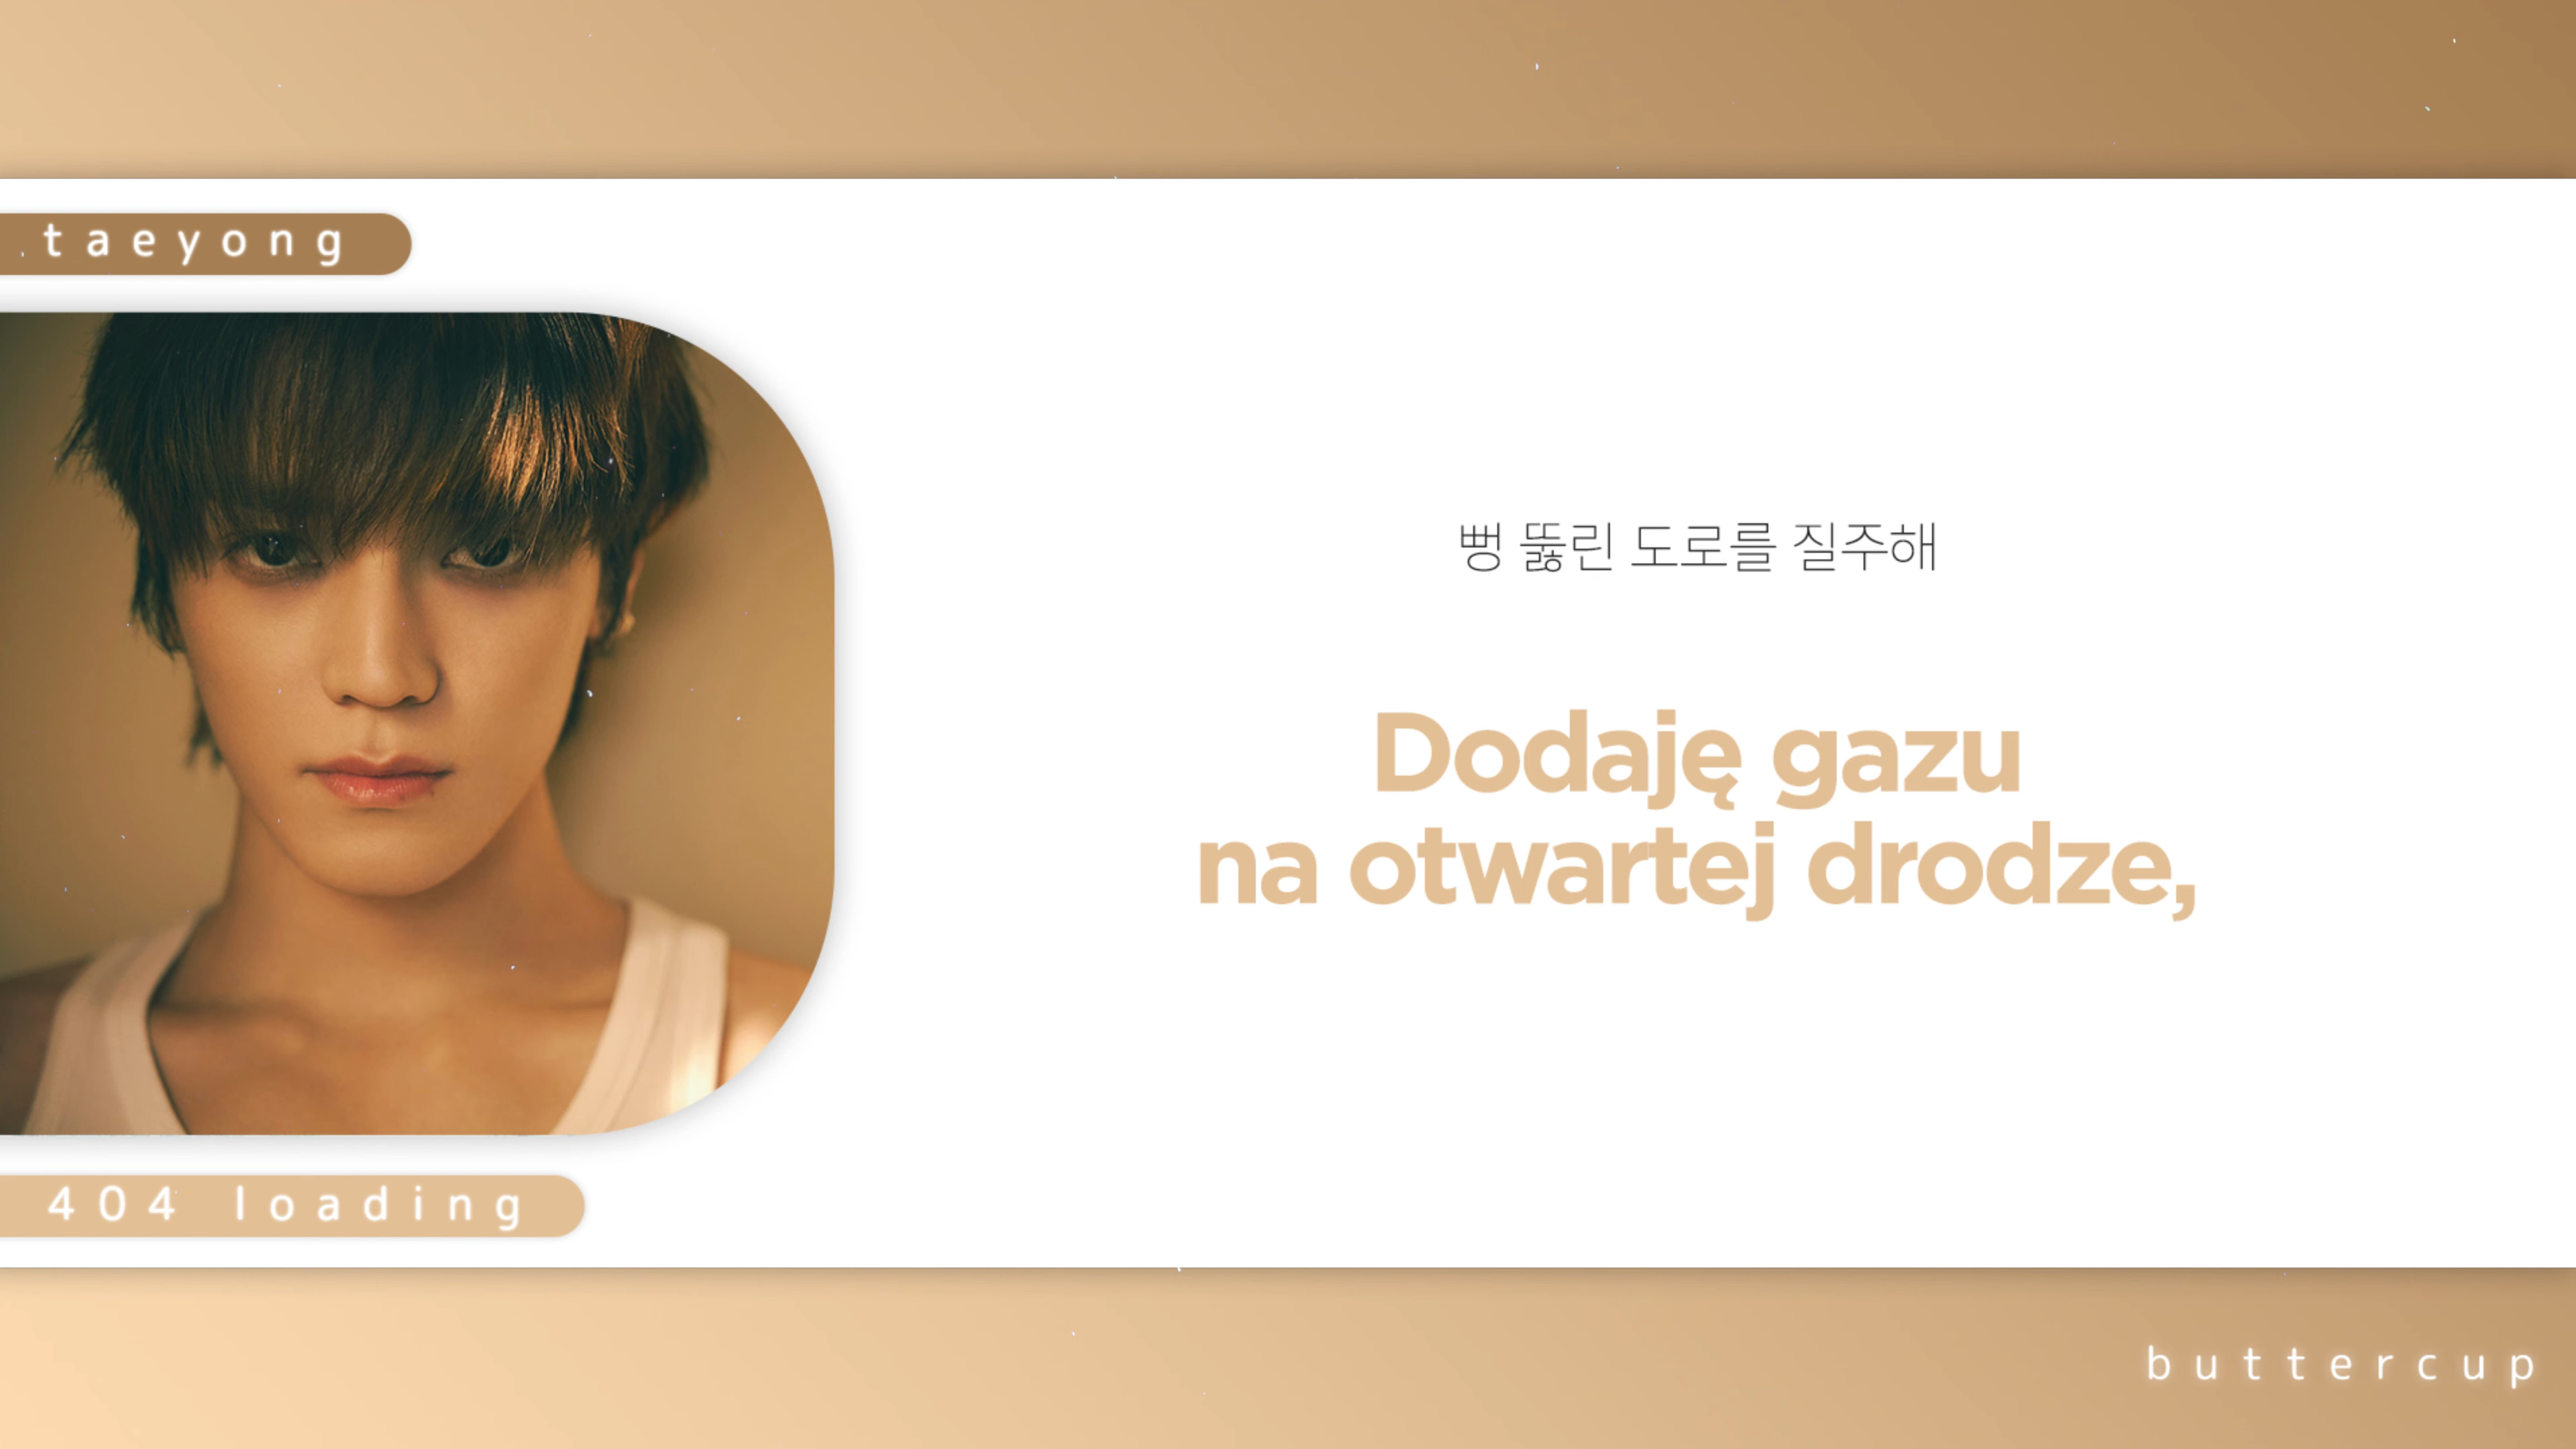 taeyong
뻥 뚫린 도로를 질주해
Dodaję gazu
na otwartej drodze,
404 loading
buttercup